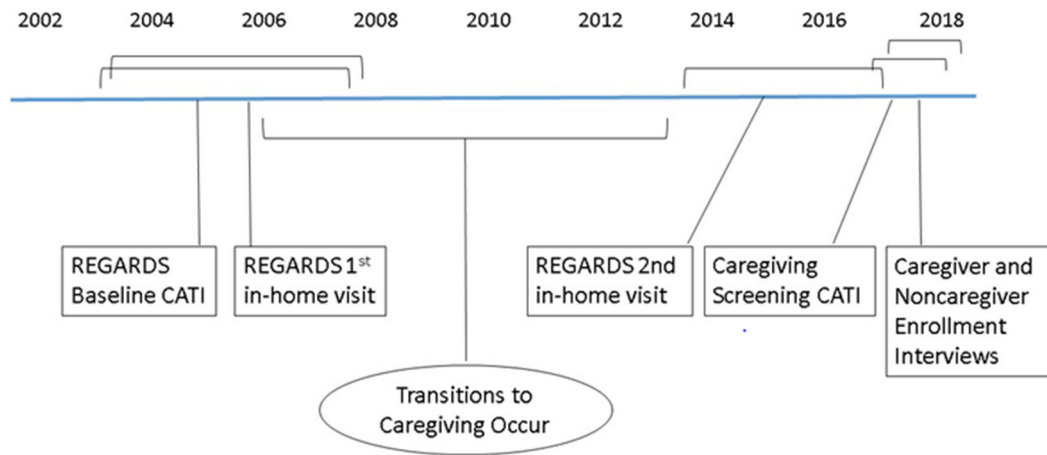 2002 2004 2006 2008 2010 2012 2014 2016 2018
REGARDS
Baseline CATI
REGARDS 1st
in-home visit
REGARDS 2nd
in-home visit
Caregiving
Screening CATI
Caregiver and
Noncaregiver
Enrollment
Interviews
Transitions to
Caregiving Occur